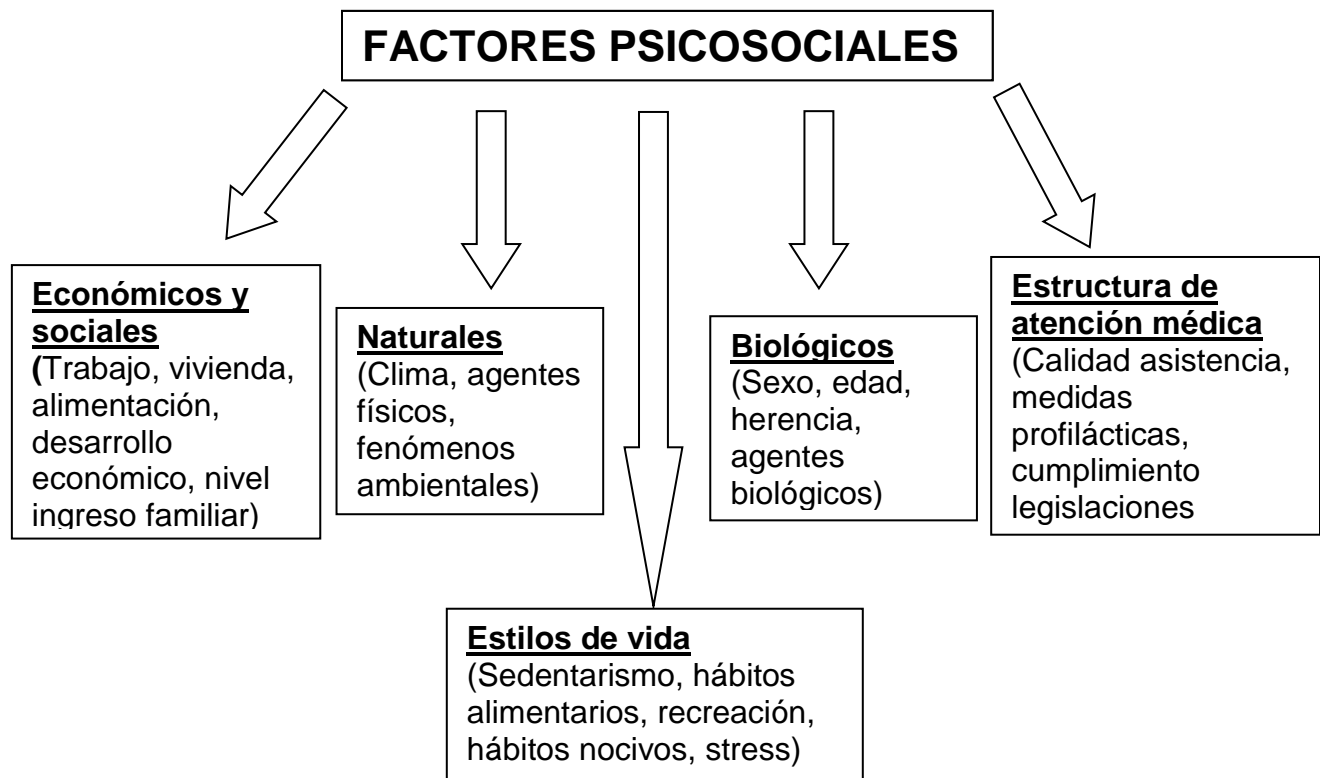 FACTORES PSICOSOCIALES
Económicos y
sociales
(Trabajo, vivienda,
alimentación,
desarrollo
económico, nivel
ingreso familiar)
Naturales
(Clima, agentes
físicos,
fenómenos
ambientales)
Biológicos
(Sexo, edad,
herencia,
agentes
biológicos)
Estructura de
atención médica
(Calidad asistencia,
medidas
profilácticas,
cumplimiento
legislaciones
Estilos de vida
(Sedentarismo, hábitos
alimentarios, recreación,
hábitos nocivos, stress)